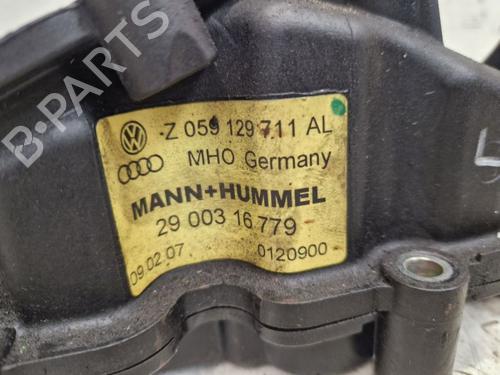 Z 059 129 711 AL
MHO Germany
MANN+HUMMEL
29 003 16 779
09.02.07 0120900
B-PARTS